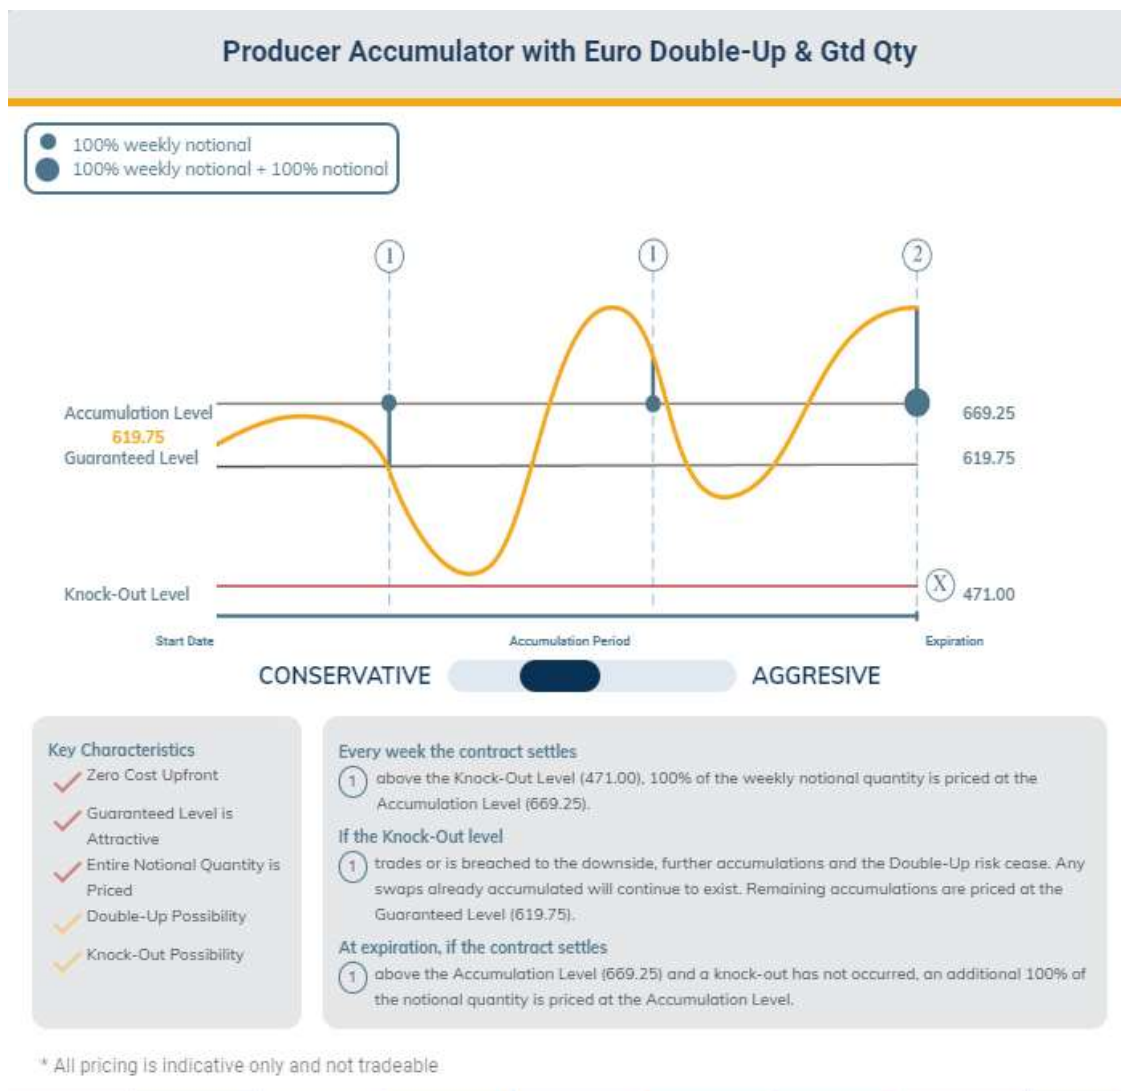 Producer Accumulator with Euro Double-Up & Gtd Qty
100% weekly notional
100% weekly notional + 100% notional
1
1
2
Accumulation Level
669.25
619.75
Guaranteed Level
619.75
Knock-Out Level
X
471.00
Start Date
Accumulation Period
Expiration
CONSERVATIVE
AGGRESIVE
Key Characteristics
Zero Cost Upfront
Guaranteed Level is
Attractive
Entire Notional Quantity is
Priced
Double-Up Possibility
Knock-Out Possibility
Every week the contract settles
1 above the Knock-Out Level (471.00), 100% of the weekly notional quantity is priced at the
Accumulation Level (669.25).
If the Knock-Out level
1 trades or is breached to the downside, further accumulations and the Double-Up risk cease. Any
swaps already accumulated will continue to exist. Remaining accumulations are priced at the
Guaranteed Level (619.75).
At expiration, if the contract settles
1 above the Accumulation Level (669.25) and a knock-out has not occurred, an additional 100% of
the notional quantity is priced at the Accumulation Level.
* All pricing is indicative only and not tradeable